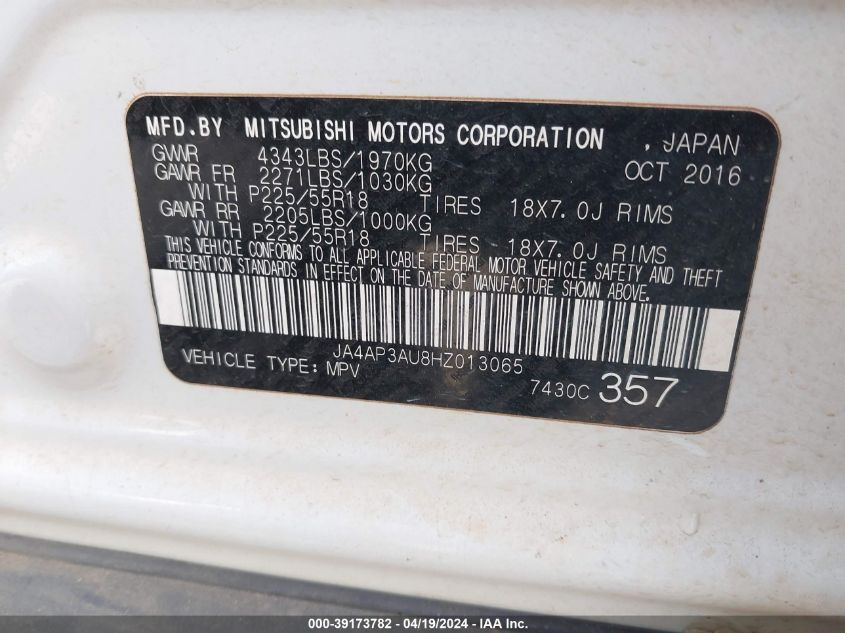 MFD.BY MITSUBISHI MOTORS CORPORATION , JAPAN
GVWR 4343LBS/1970KG OCT 2016
GAWR FR 2271LBS/1030KG
WITH P225/55R18 TIRES 18X7.0J RIMS
GAWR RR 2205LBS/1000KG
WITH P225/55R18 TIRES 18X7.0J RIMS
THIS VEHICLE CONFORMS TO ALL APPLICABLE FEDERAL MOTOR VEHICLE SAFETY AND THEFT
PREVENTION STANDARDS IN EFFECT ON THE DATE OF MANUFACTURE SHOWN ABOVE.
JA4AP3AU8HZ013065
VEHICLE TYPE: MPV 7430C 357
000-39173782 - 04/19/2024 - IAA Inc.